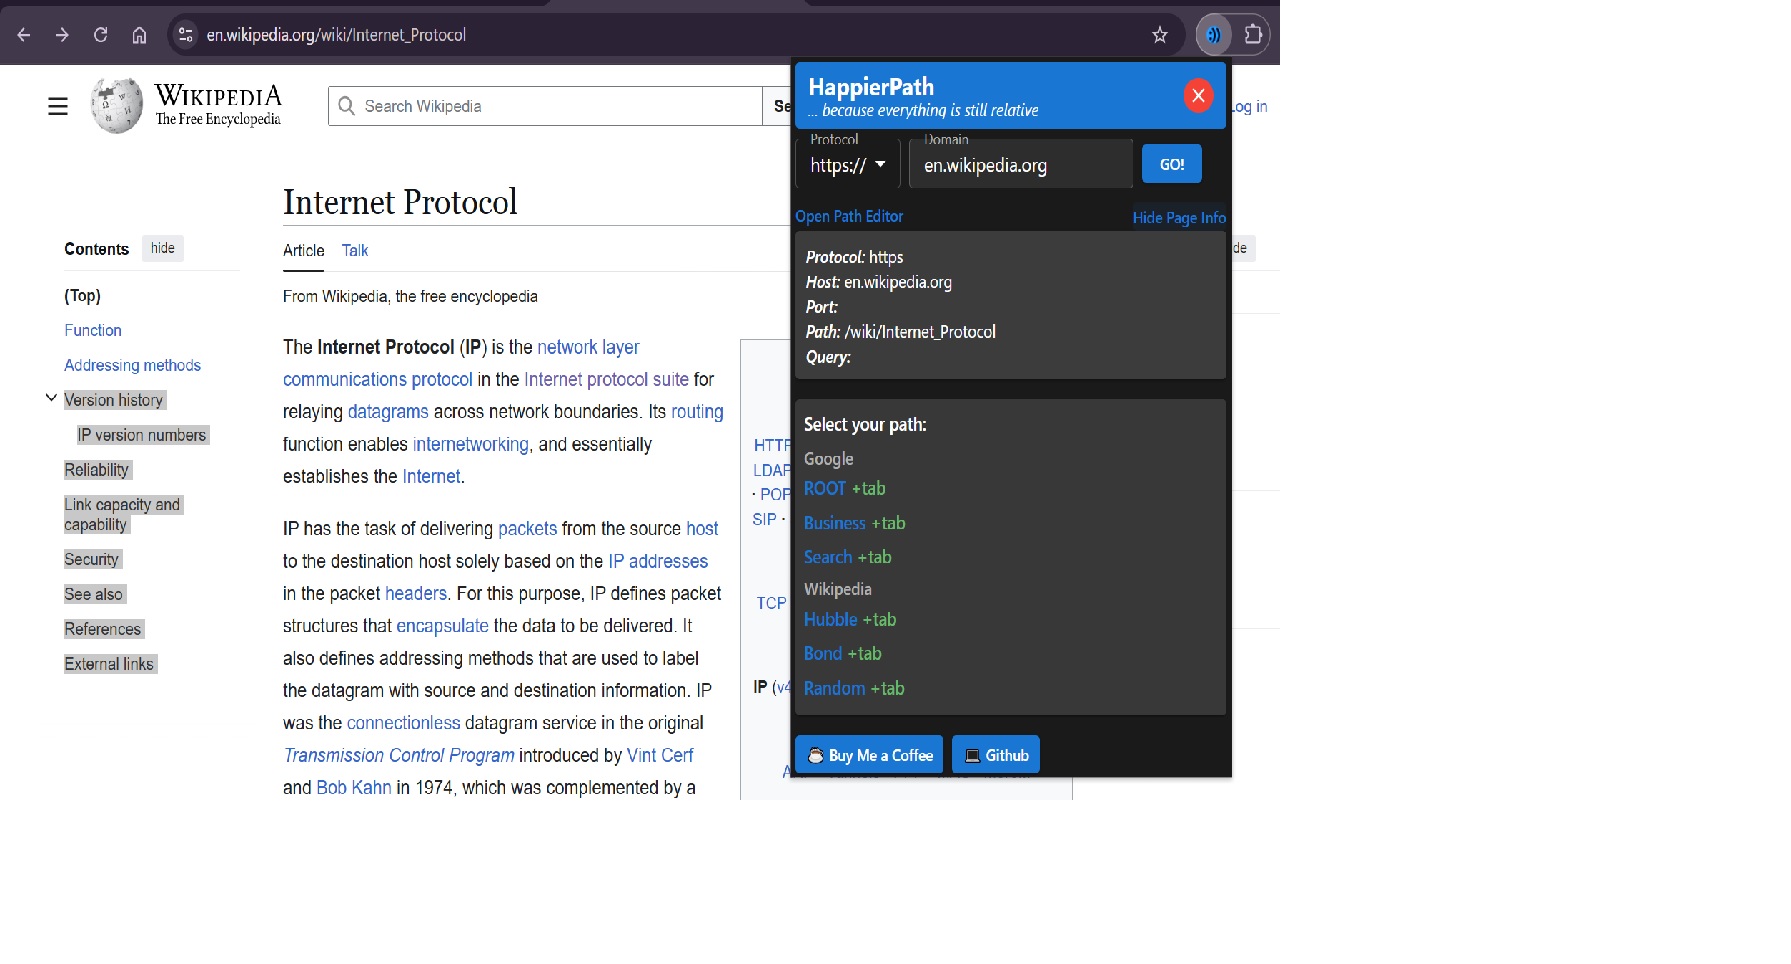 en.wikipedia.org/wiki/Internet_Protocol
WIKIPEDIA
The Free Encyclopedia
Search Wikipedia
Se
Log in
Internet Protocol
Contents
hide
(Top)
Function
Addressing methods
Version history
IP version numbers
Reliability
Link capacity and
capability
Security
See also
References
External links
Article
Talk
From Wikipedia, the free encyclopedia
The Internet Protocol (IP) is the network layer
communications protocol in the Internet protocol suite for
relaying datagrams across network boundaries. Its routing
function enables internetworking, and essentially
establishes the Internet.
IP has the task of delivering packets from the source host
to the destination host solely based on the IP addresses
in the packet headers. For this purpose, IP defines packet
structures that encapsulate the data to be delivered. It
also defines addressing methods that are used to label
the datagram with source and destination information. IP
was the connectionless datagram service in the original
Transmission Control Program introduced by Vint Cerf
and Bob Kahn in 1974, which was complemented by a
HTTP
LDAP
· POP
SIP ·
TCP
IP (v4
HappierPath
... because everything is still relative
Protocol
https://
Domain
en.wikipedia.org
GO!
Open Path Editor
Hide Page Info
de
Protocol: https
Host: en.wikipedia.org
Port:
Path: /wiki/Internet_Protocol
Query:
Select your path:
Google
ROOT +tab
Business +tab
Search +tab
Wikipedia
Hubble +tab
Bond +tab
Random +tab
Buy Me a Coffee
Github